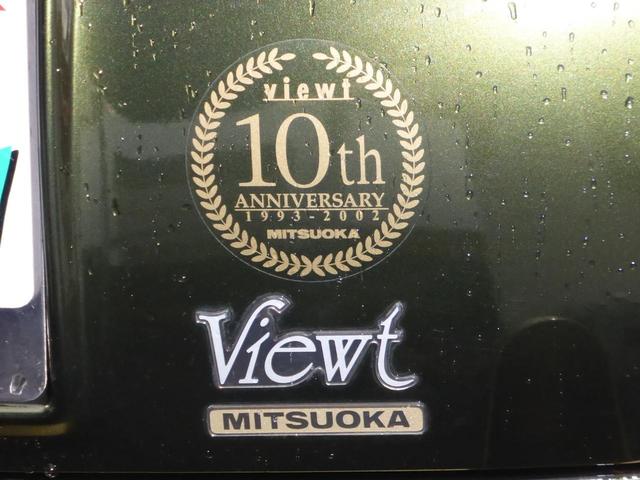 viewt
10th
ANNIVERSARY
1993-2002
MITSUOKA
Viewt
MITSUOKA